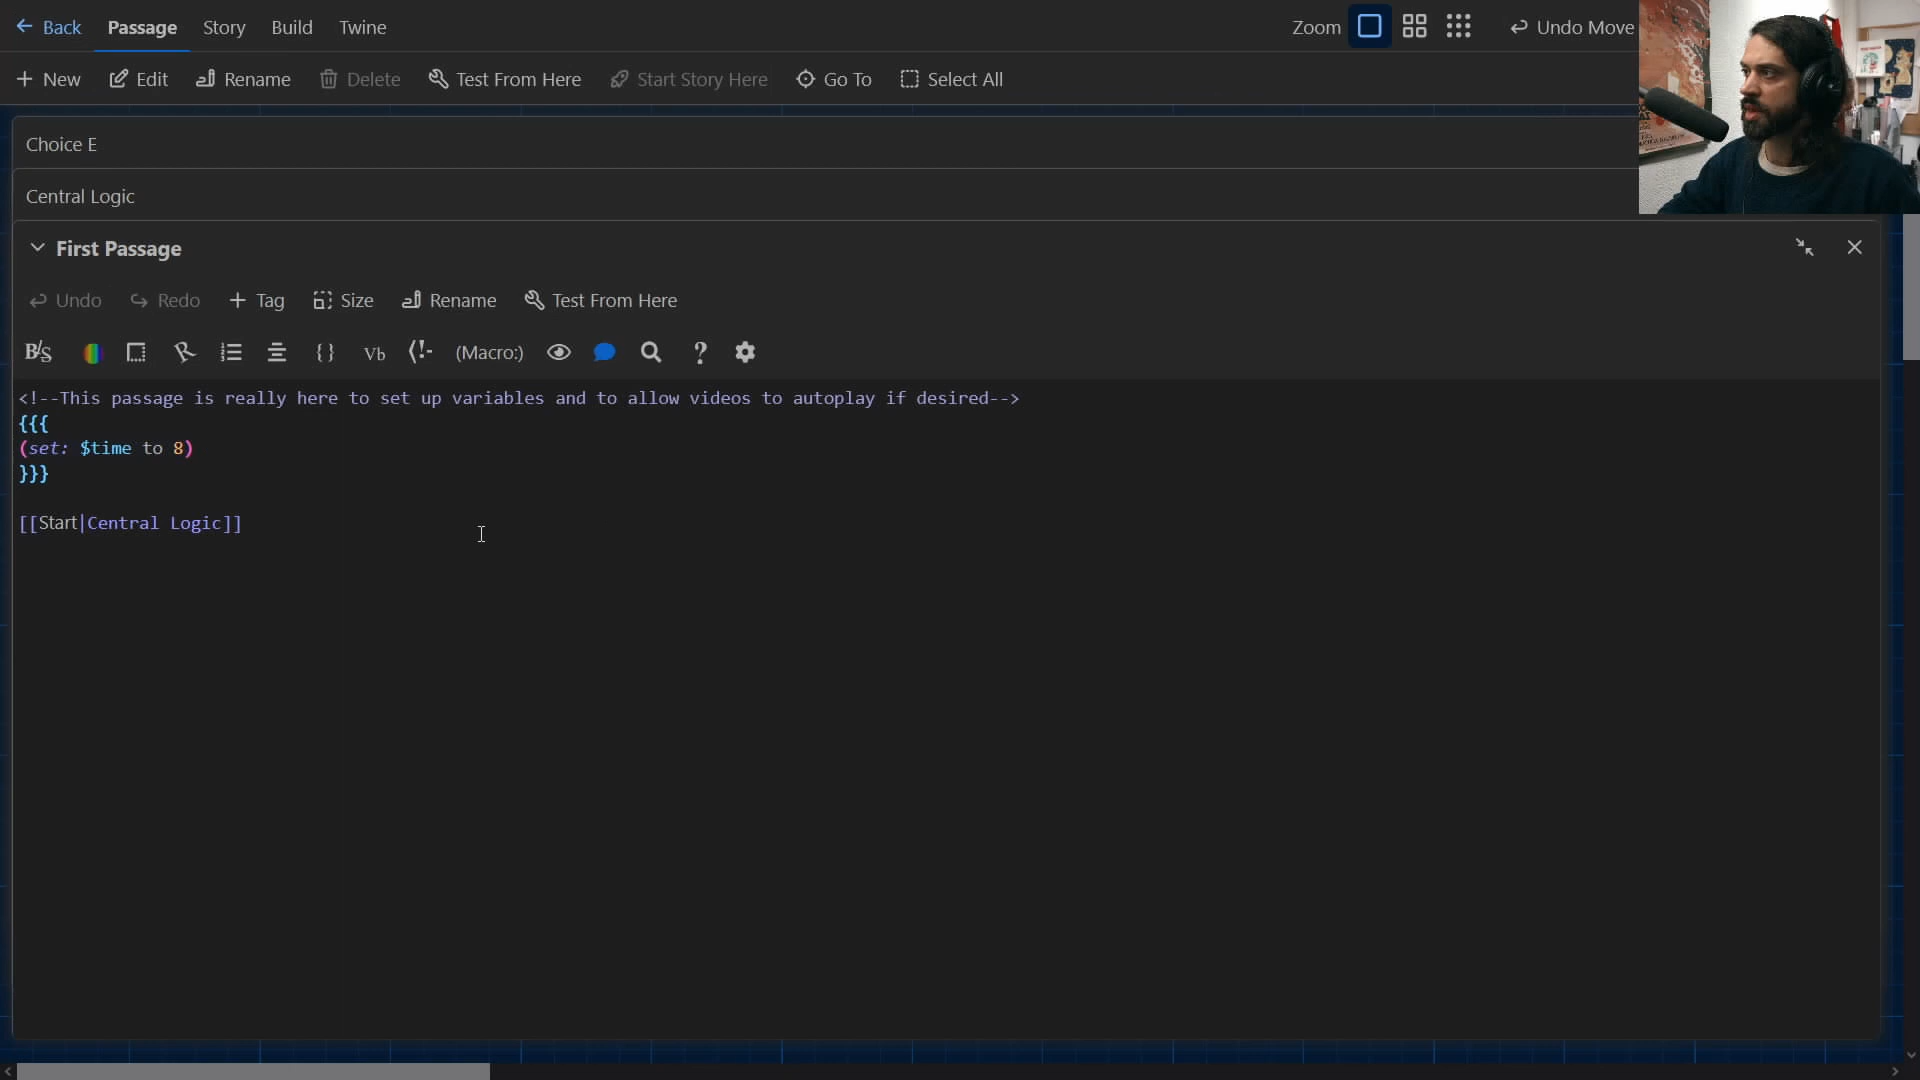 Back Passage Story Build Twine Zoom Undo Move
New Edit Rename Delete Test From Here Start Story Here Go To Select All
Choice E
Central Logic
First Passage
Undo Redo + Tag Size Rename Test From Here
B/S { } Vb (!- (Macro:) ?
<!--This passage is really here to set up variables and to allow videos to autoplay if desired-->
{{{
(set: $time to 8)
}}}
[[Start|Central Logic]]